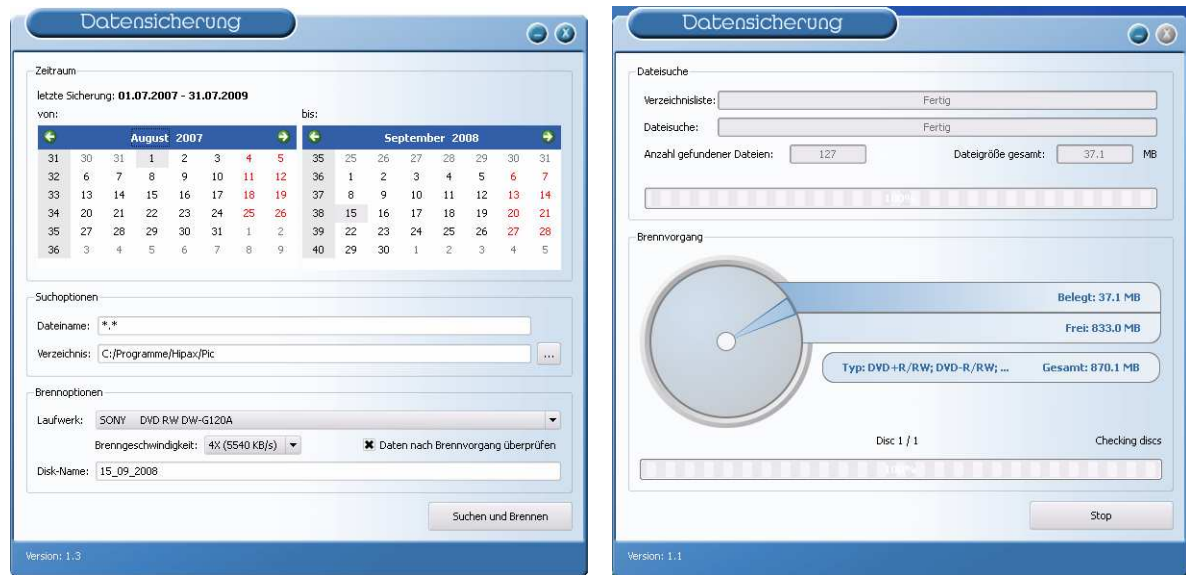 Datensicherung
Zeitraum
letzte Sicherung: 01.07.2007 - 31.07.2009
von:
bis:
August 2007
31 30 31 1 2 3 4 5
32 6 7 8 9 10 11 12
33 13 14 15 16 17 18 19
34 20 21 22 23 24 25 26
35 27 28 29 30 31 1 2
36 3 4 5 6 7 8 9
September 2008
35 25 26 27 28 29 30 31
36 1 2 3 4 5 6 7
37 8 9 10 11 12 13 14
38 15 16 17 18 19 20 21
39 22 23 24 25 26 27 28
40 29 30 1 2 3 4 5
Suchoptionen
Dateiname: *.*
Verzeichnis: C:/Programme/Hipax/Pic
...
Brennoptionen
Laufwerk: SONY DVD RW DW-G120A
Brenngeschwindigkeit: 4X (5540 KB/s)
Daten nach Brennvorgang überprüfen
Disk-Name: 15_09_2008
Suchen und Brennen
Version: 1.3
Datensicherung
Dateisuche
Verzeichnisliste: Fertig
Dateisuche: Fertig
Anzahl gefundener Dateien: 127
Dateigröße gesamt: 37.1 MB
100%
Brennvorgang
Belegt: 37.1 MB
Frei: 833.0 MB
Typ: DVD+R/RW; DVD-R/RW; ... Gesamt: 870.1 MB
Disc 1 / 1
Checking discs
100%
Stop
Version: 1.1